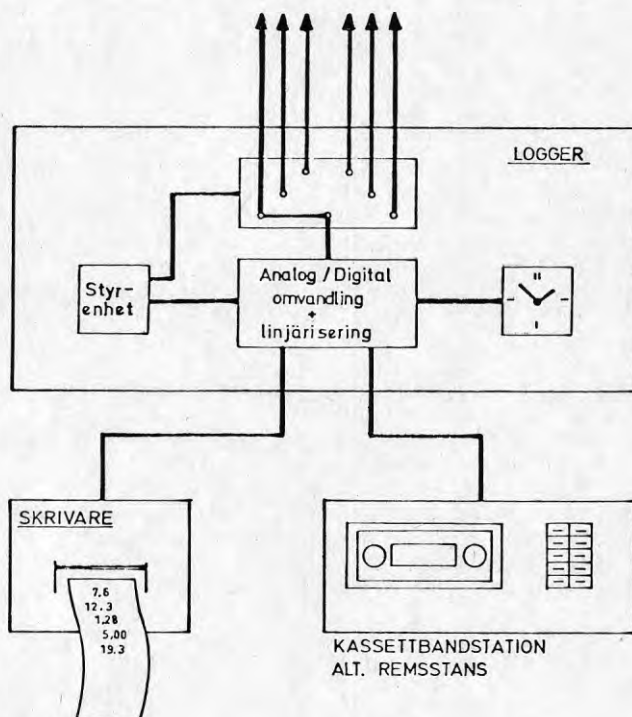 LOGGER
Styr-
enhet
Analog / Digital
omvandling
+
linjärisering
SKRIVARE
7.6
12.3
1,28
5,00
19.3
KASSETTBANDSTATION
ALT. REMSSTANS